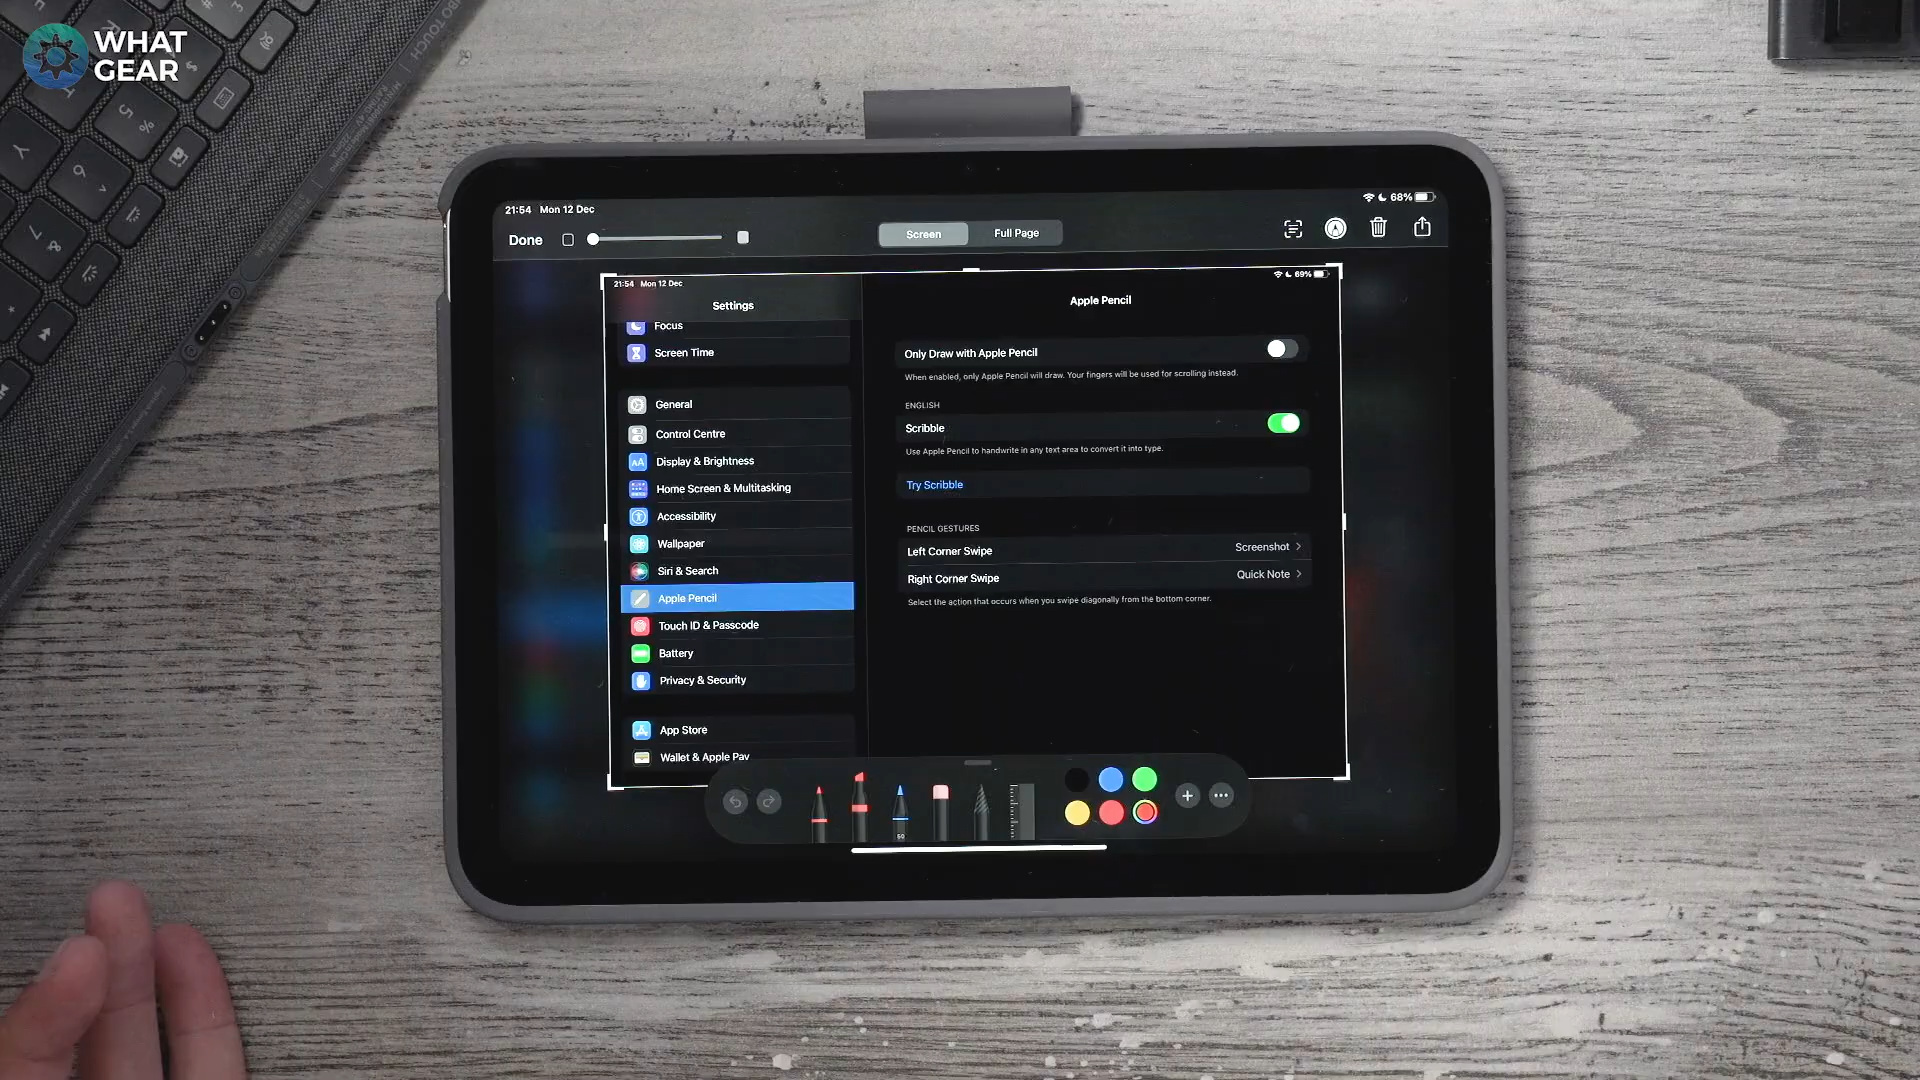 WHAT
GEAR
21:54 Mon 12 Dec
68%
Done
Screen
Full Page
21:54 Mon 12 Dec
69%
Settings
Focus
Screen Time
General
Control Centre
Display & Brightness
Home Screen & Multitasking
Accessibility
Wallpaper
Siri & Search
Apple Pencil
Touch ID & Passcode
Battery
Privacy & Security
App Store
Wallet & Apple Pay
Apple Pencil
Only Draw with Apple Pencil
When enabled, only Apple Pencil will draw. Your fingers will be used for scrolling instead.
ENGLISH
Scribble
Use Apple Pencil to handwrite in any text area to convert it into type.
Try Scribble
PENCIL GESTURES
Left Corner Swipe Screenshot
Right Corner Swipe Quick Note
Select the action that occurs when you swipe diagonally from the bottom corner.
50